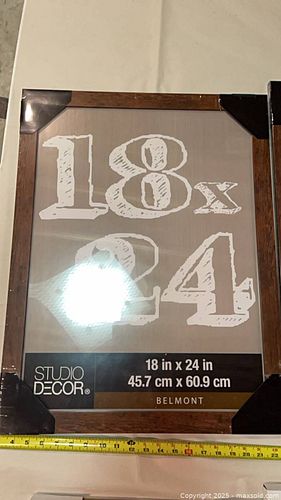 18x
24
STUDIO
DECOR®
18 in x 24 in
45.7 cm x 60.9 cm
BELMONT
Copyright 2025 - maxsold.com